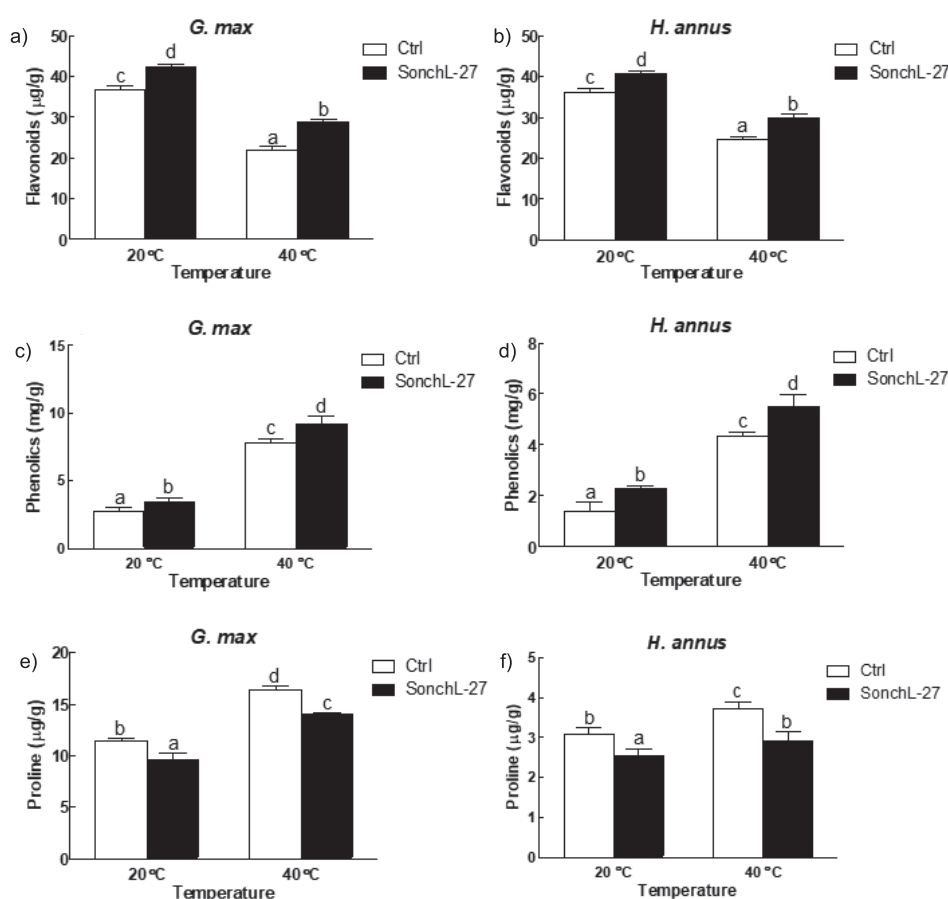 a)
G. max
Ctrl
SonchL-27
50
40
30
20
10
0
Flavonoids (µg/g)
c
d
a
b
20 °C
40 °C
Temperature
b)
H. annus
Ctrl
SonchL-27
50
40
30
20
10
0
Flavonoids (µg/g)
c
d
a
b
20 °C
40 °C
Temperature
c)
G. max
Ctrl
SonchL-27
15
10
5
0
Phenolics (mg/g)
a
b
c
d
20 °C
40 °C
Temperature
d)
H. annus
Ctrl
SonchL-27
8
6
4
2
0
Phenolics (mg/g)
a
b
c
d
20 °C
40 °C
Temperature
e)
G. max
Ctrl
SonchL-27
20
15
10
5
0
Proline (µg/g)
b
a
d
c
20 °C
40 °C
Temperature
f)
H. annus
Ctrl
SonchL-27
5
4
3
2
1
0
Proline (µg/g)
b
a
c
b
20 °C
40 °C
Temperature